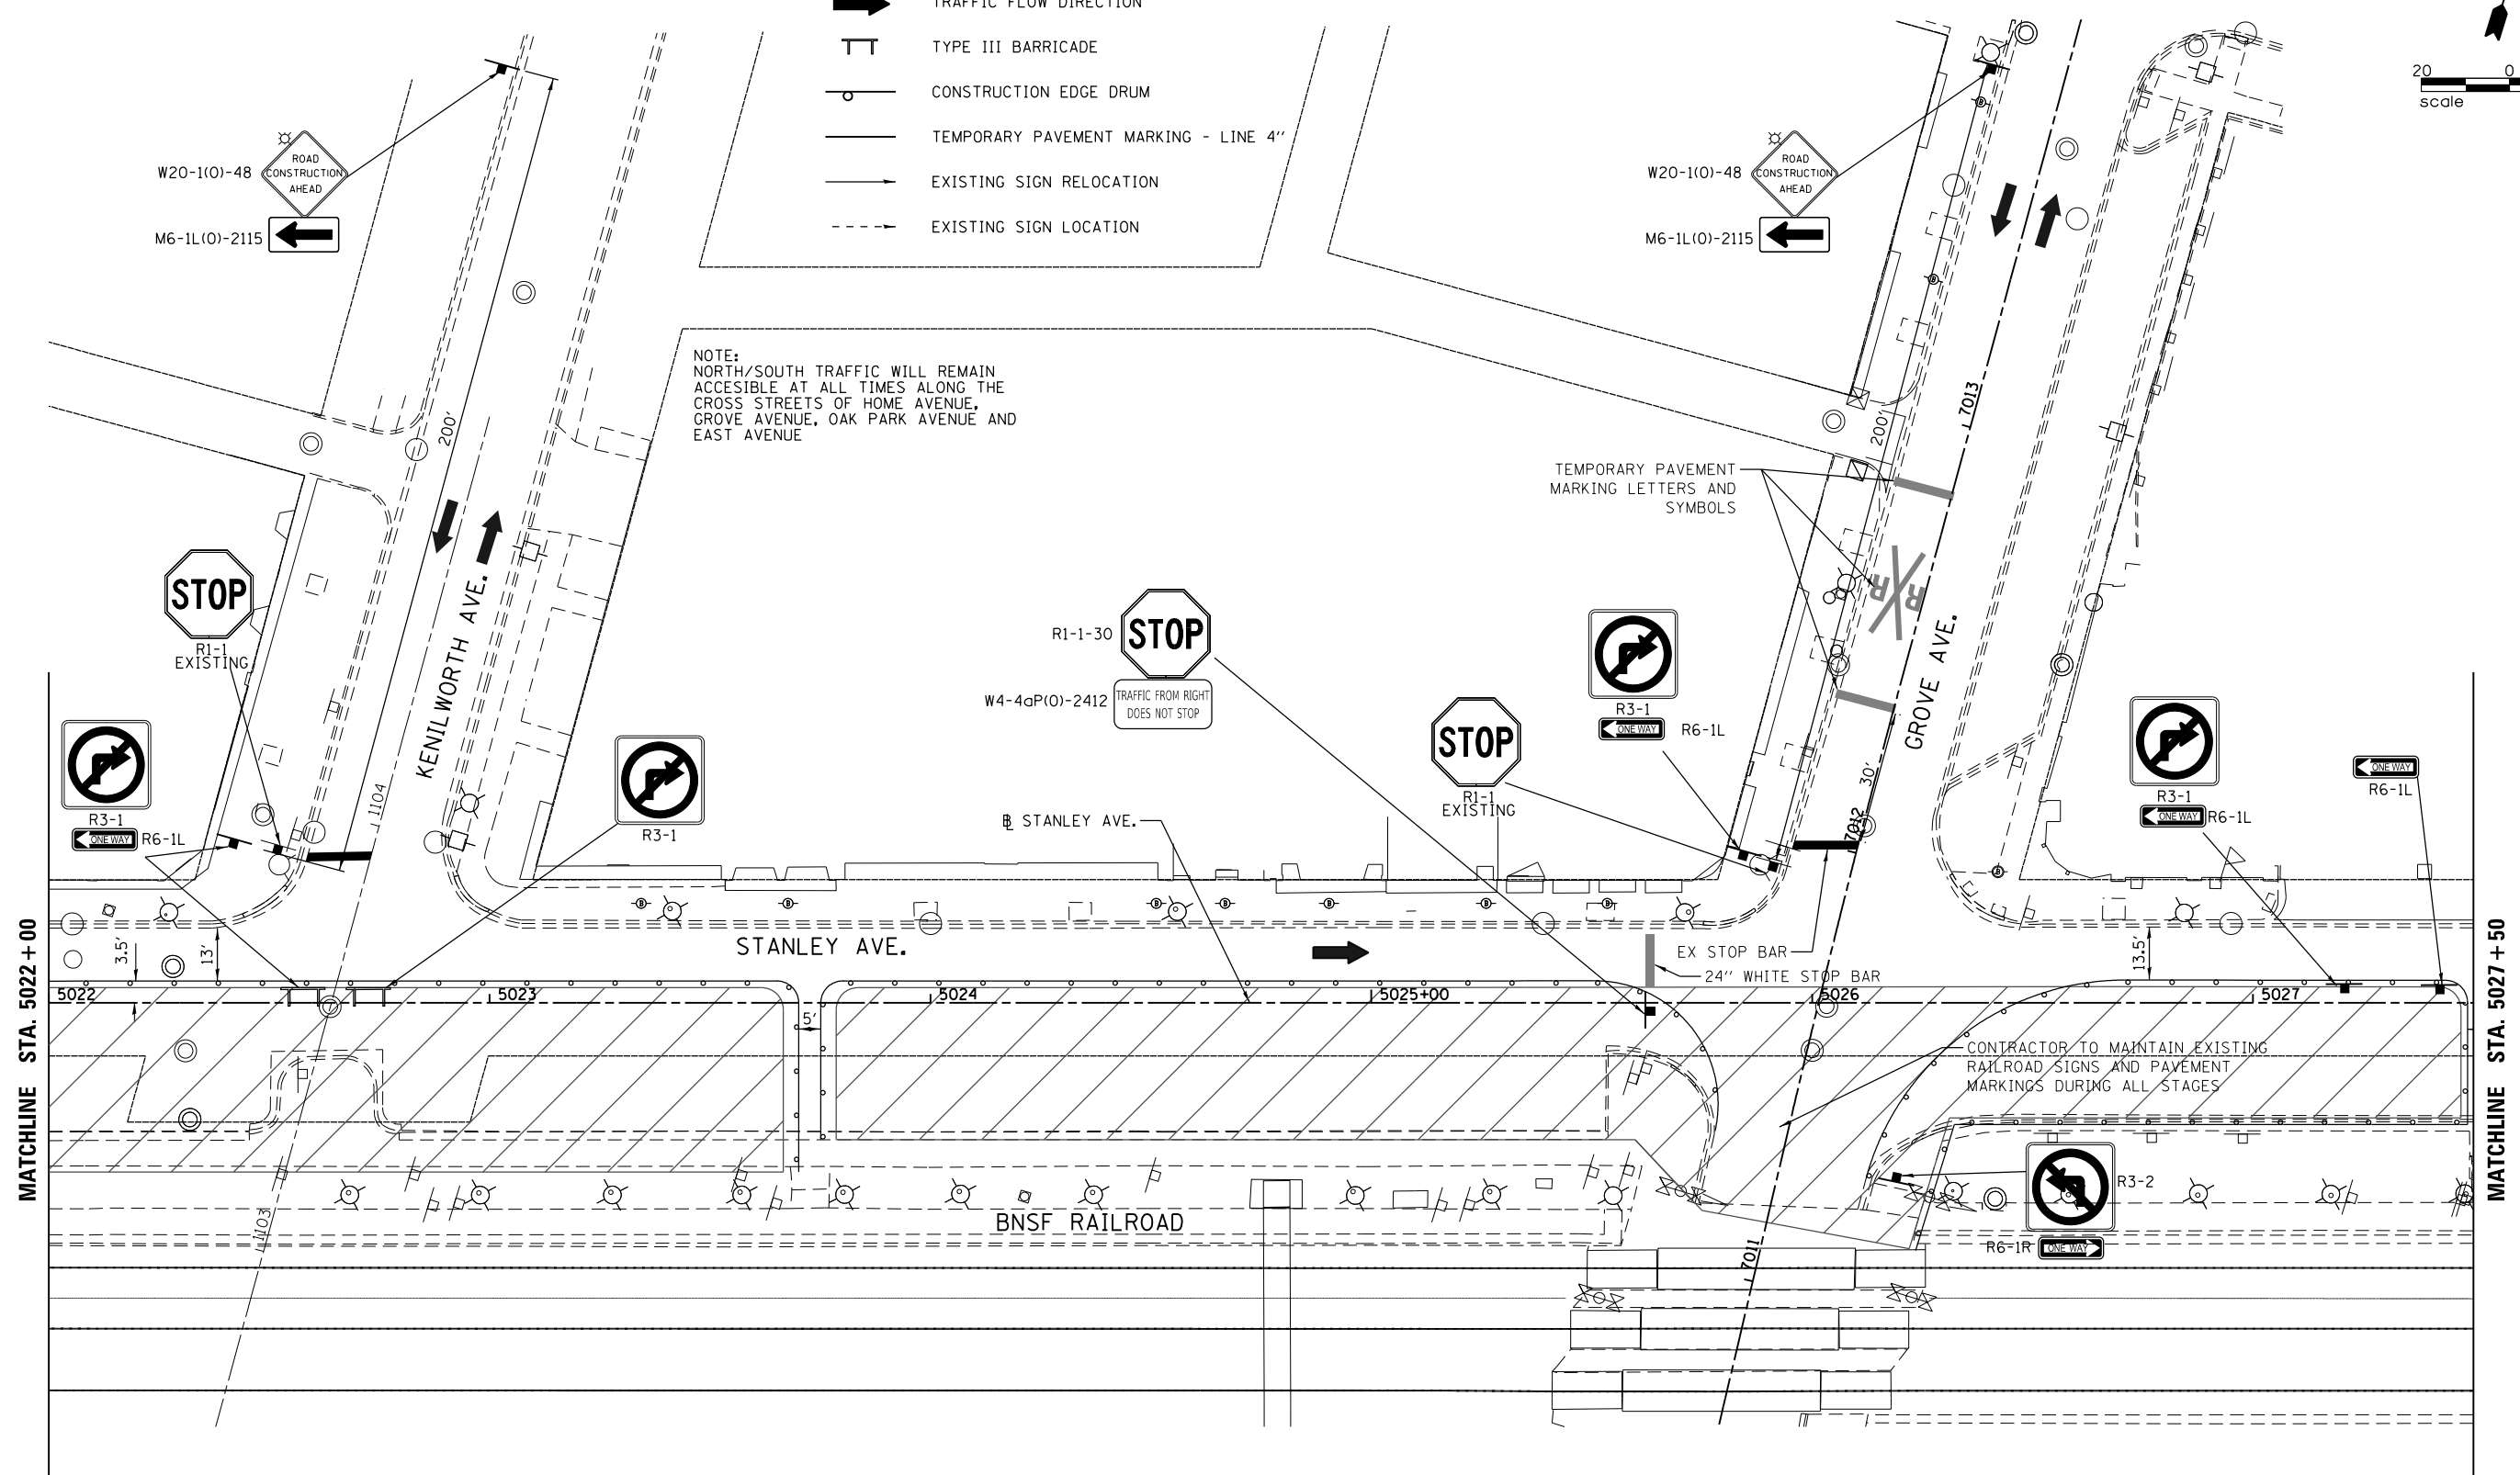 TRAFFIC FLOW DIRECTION
TYPE III BARRICADE
CONSTRUCTION EDGE DRUM
TEMPORARY PAVEMENT MARKING - LINE 4''
EXISTING SIGN RELOCATION
EXISTING SIGN LOCATION
20 0
scale
W20-1(O)-48
ROAD
CONSTRUCTION
AHEAD
M6-1L(O)-2115
W20-1(O)-48
ROAD
CONSTRUCTION
AHEAD
M6-1L(O)-2115
NOTE:
NORTH/SOUTH TRAFFIC WILL REMAIN
ACCESIBLE AT ALL TIMES ALONG THE
CROSS STREETS OF HOME AVENUE,
GROVE AVENUE, OAK PARK AVENUE AND
EAST AVENUE
200'
200'
7013
TEMPORARY PAVEMENT
MARKING LETTERS AND
SYMBOLS
R R
STOP
R1-1
EXISTING
KENILWORTH AVE.
1104
R1-1-30
STOP
W4-4aP(O)-2412
TRAFFIC FROM RIGHT
DOES NOT STOP
R3-1
ONE WAY
R6-1L
STOP
R1-1
EXISTING
GROVE AVE.
30'
7012
R3-1
ONE WAY
R6-1L
R3-1
R3-1
ONE WAY
R6-1L
ONE WAY
R6-1L
BL STANLEY AVE.
STANLEY AVE.
EX STOP BAR
24'' WHITE STOP BAR
3.5'
13'
13.5'
5'
5022
5023
5024
5025+00
5026
5027
MATCHLINE STA. 5022+00
MATCHLINE STA. 5027+50
CONTRACTOR TO MAINTAIN EXISTING
RAILROAD SIGNS AND PAVEMENT
MARKINGS DURING ALL STAGES
R3-2
R6-1R
ONE WAY
BNSF RAILROAD
1103
7011
B
B
B
B
B
B
B
B
B
B